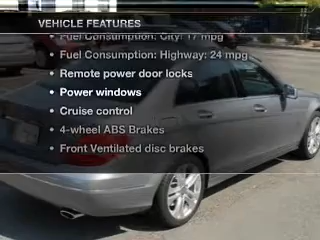 VEHICLE FEATURES
• Fuel Consumption: City: 17 mpg
• Fuel Consumption: Highway: 24 mpg
• Remote power door locks
• Power windows
• Cruise control
• 4-wheel ABS Brakes
• Front Ventilated disc brakes